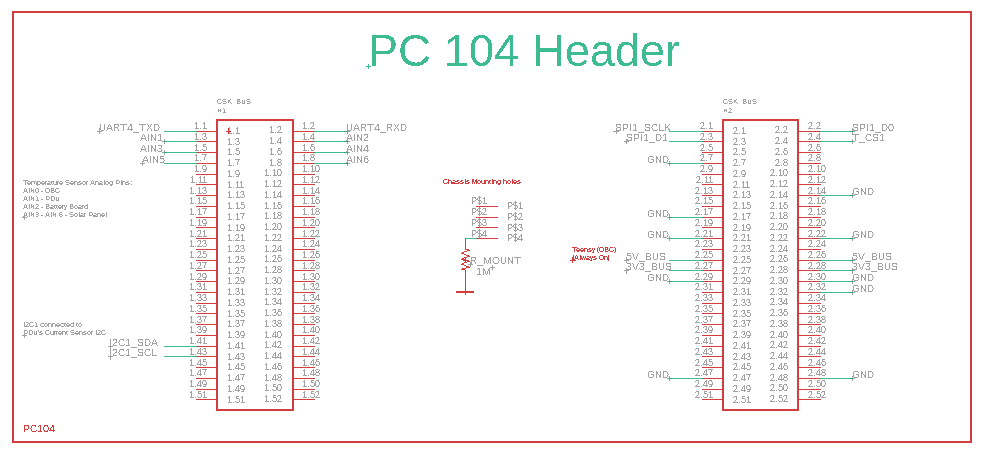 PC 104 Header
CSK_BUS
*1
UART4_TXD 1.1 1.1 1.2 1.2 UART4_RXD
AIN1 1.3 1.3 1.4 1.4 AIN2
AIN3 1.5 1.5 1.6 1.6 AIN4
AIN5 1.7 1.7 1.8 1.8 AIN6
1.9 1.9 1.10 1.10
1.11 1.11 1.12 1.12
1.13 1.13 1.14 1.14
1.15 1.15 1.16 1.16
1.17 1.17 1.18 1.18
1.19 1.19 1.20 1.20
1.21 1.21 1.22 1.22
1.23 1.23 1.24 1.24
1.25 1.25 1.26 1.26
1.27 1.27 1.28 1.28
1.29 1.29 1.30 1.30
1.31 1.31 1.32 1.32
1.33 1.33 1.34 1.34
1.35 1.35 1.36 1.36
1.37 1.37 1.38 1.38
1.39 1.39 1.40 1.40
I2C1_SDA 1.41 1.41 1.42 1.42
I2C1_SCL 1.43 1.43 1.44 1.44
1.45 1.45 1.46 1.46
1.47 1.47 1.48 1.48
1.49 1.49 1.50 1.50
1.51 1.51 1.52 1.52
Temperature Sensor Analog Pins:
AIN0 - OBC
AIN1 - PDU
AIN2 - Battery Board
AIN3 - AIN 6 - Solar Panel
I2C1 connected to
PDU's Current Sensor I2C
Chassis Mounting holes
P$1 P$1
P$2 P$2
P$3 P$3
P$4 P$4
R_MOUNT
1M
Teensy (OBC)
(Always On)
CSK_BUS
*2
SPI1_SCLK 2.1 2.1 2.2 2.2 SPI1_D0
SPI1_D1 2.3 2.3 2.4 2.4 T_CS1
2.5 2.5 2.6 2.6
GND 2.7 2.7 2.8 2.8
2.9 2.9 2.10 2.10
2.11 2.11 2.12 2.12
2.13 2.13 2.14 2.14 GND
2.15 2.15 2.16 2.16
GND 2.17 2.17 2.18 2.18
2.19 2.19 2.20 2.20
GND 2.21 2.21 2.22 2.22 GND
2.23 2.23 2.24 2.24
5V_BUS 2.25 2.25 2.26 2.26 5V_BUS
3V3_BUS 2.27 2.27 2.28 2.28 3V3_BUS
GND 2.29 2.29 2.30 2.30 GND
2.31 2.31 2.32 2.32 GND
2.33 2.33 2.34 2.34
2.35 2.35 2.36 2.36
2.37 2.37 2.38 2.38
2.39 2.39 2.40 2.40
2.41 2.41 2.42 2.42
2.43 2.43 2.44 2.44
2.45 2.45 2.46 2.46
GND 2.47 2.47 2.48 2.48 GND
2.49 2.49 2.50 2.50
2.51 2.51 2.52 2.52
PC104